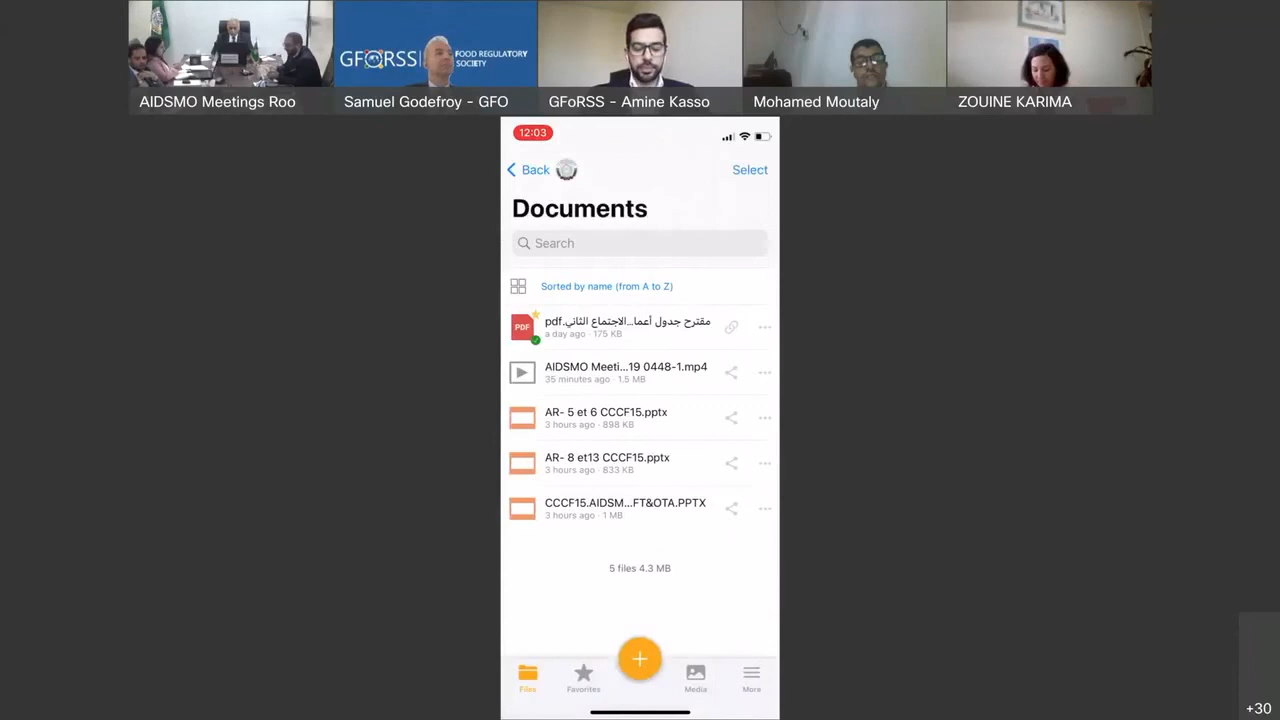 GFORSS
FOOD REGULATORY
SOCIETY
AIDSMO Meetings Roo
Samuel Godefroy - GFO
GFoRSS - Amine Kasso
Mohamed Moutaly
ZOUINE KARIMA
12:03
Back
Select
Documents
Search
Sorted by name (from A to Z)
PDF
مقترح جدول أعما...الاجتماع الثاني.pdf
a day ago · 175 KB
AIDSMO Meeti...19 0448-1.mp4
35 minutes ago · 1.5 MB
AR- 5 et 6 CCCF15.pptx
3 hours ago · 898 KB
AR- 8 et13 CCCF15.pptx
3 hours ago · 833 KB
CCCF15.AIDSM...FT&OTA.PPTX
3 hours ago · 1 MB
5 files 4.3 MB
Files
Favorites
Media
More
+30